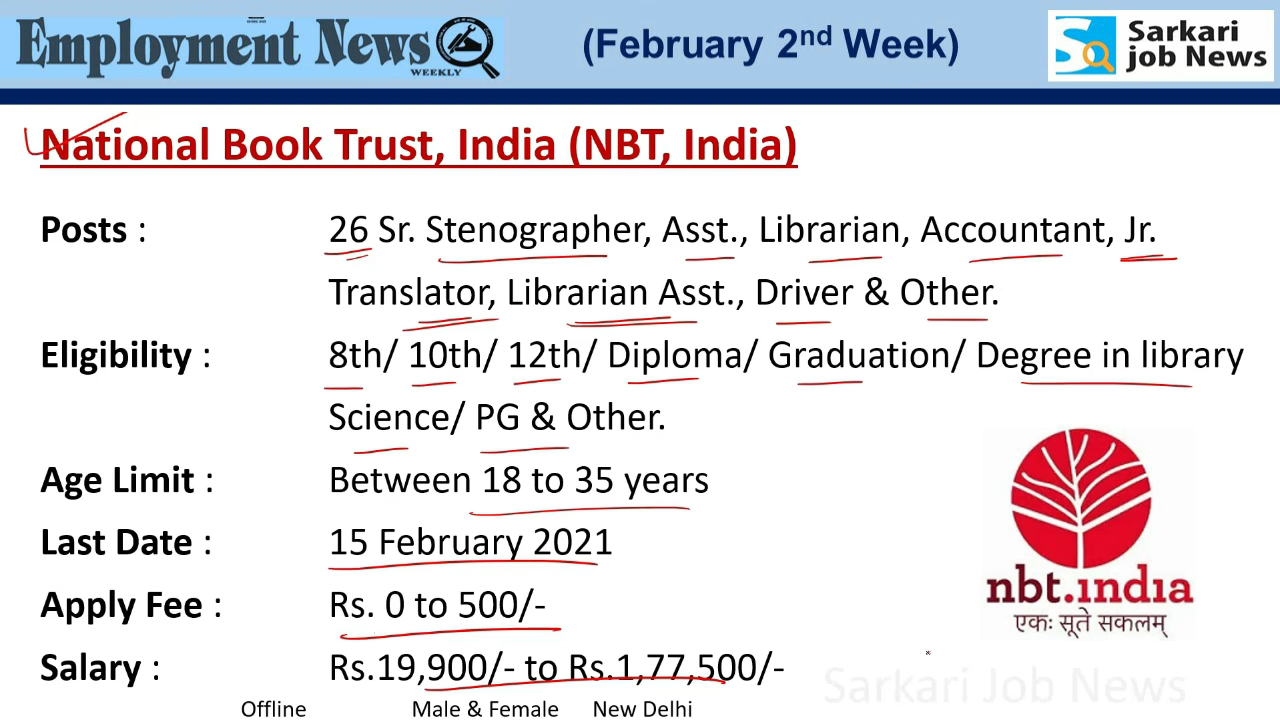 Employment News
WEEKLY
(February 2nd Week)
Sarkari
Job News
National Book Trust, India (NBT, India)
Posts : 26 Sr. Stenographer, Asst., Librarian, Accountant, Jr.
Translator, Librarian Asst., Driver & Other.
Eligibility : 8th/ 10th/ 12th/ Diploma/ Graduation/ Degree in library
Science/ PG & Other.
Age Limit : Between 18 to 35 years
Last Date : 15 February 2021
Apply Fee : Rs. 0 to 500/-
Salary : Rs.19,900/- to Rs.1,77,500/-
nbt.india
एकः सूते सकलम्
Sarkari Job News
Offline Male & Female New Delhi